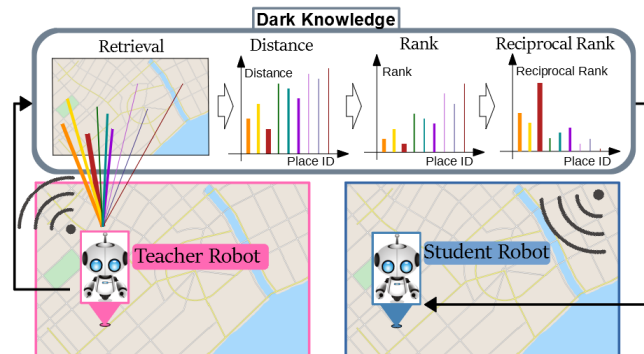 Dark Knowledge
Retrieval
Distance
Rank
Reciprocal Rank
Distance
Place ID
Rank
Place ID
Reciprocal Rank
Place ID
Teacher Robot
Student Robot